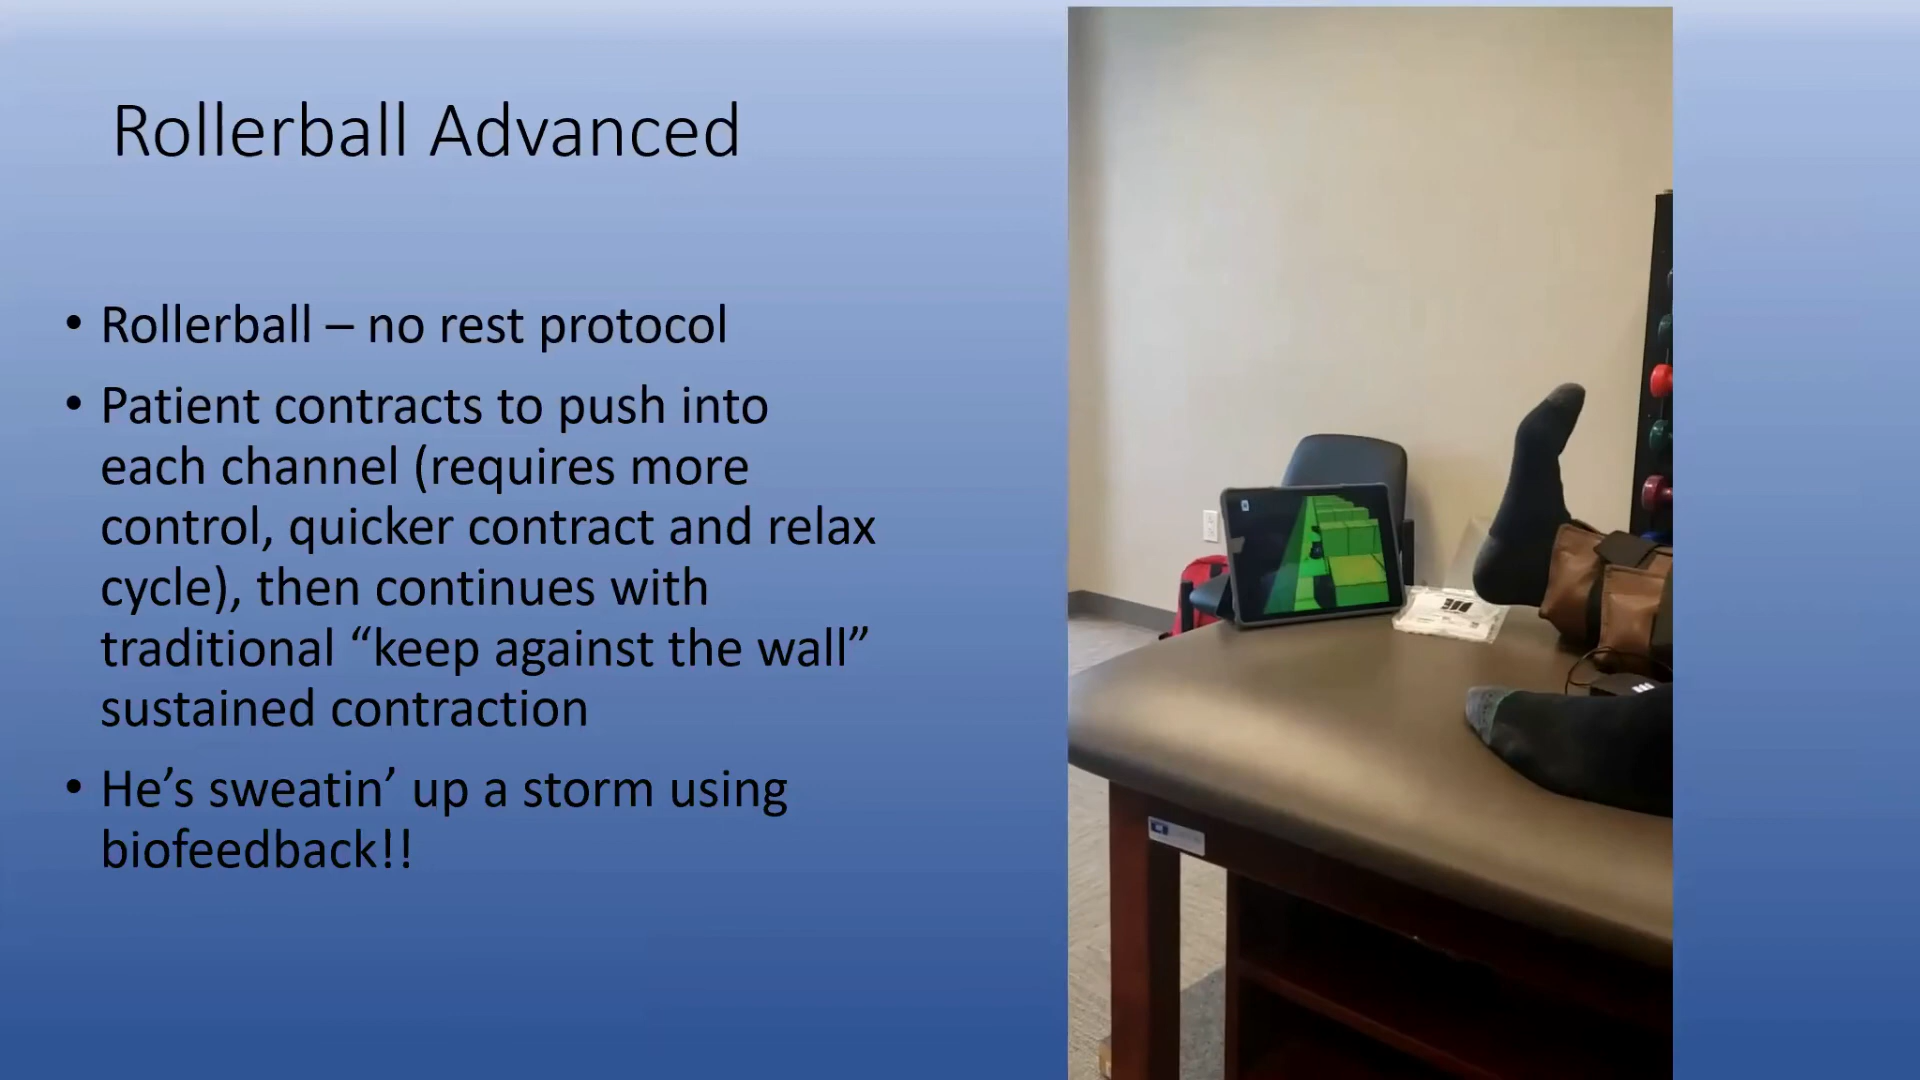 Rollerball Advanced
• Rollerball – no rest protocol
• Patient contracts to push into
each channel (requires more
control, quicker contract and relax
cycle), then continues with
traditional “keep against the wall”
sustained contraction
• He’s sweatin’ up a storm using
biofeedback!!